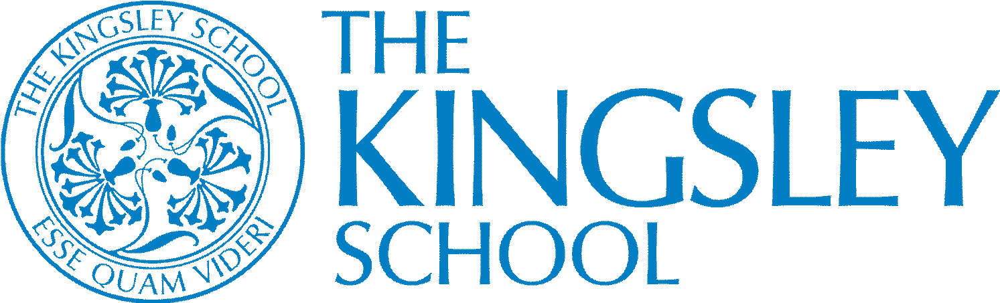 THE KINGSLEY SCHOOL
ESSE QUAM VIDERI
THE
KINGSLEY
SCHOOL